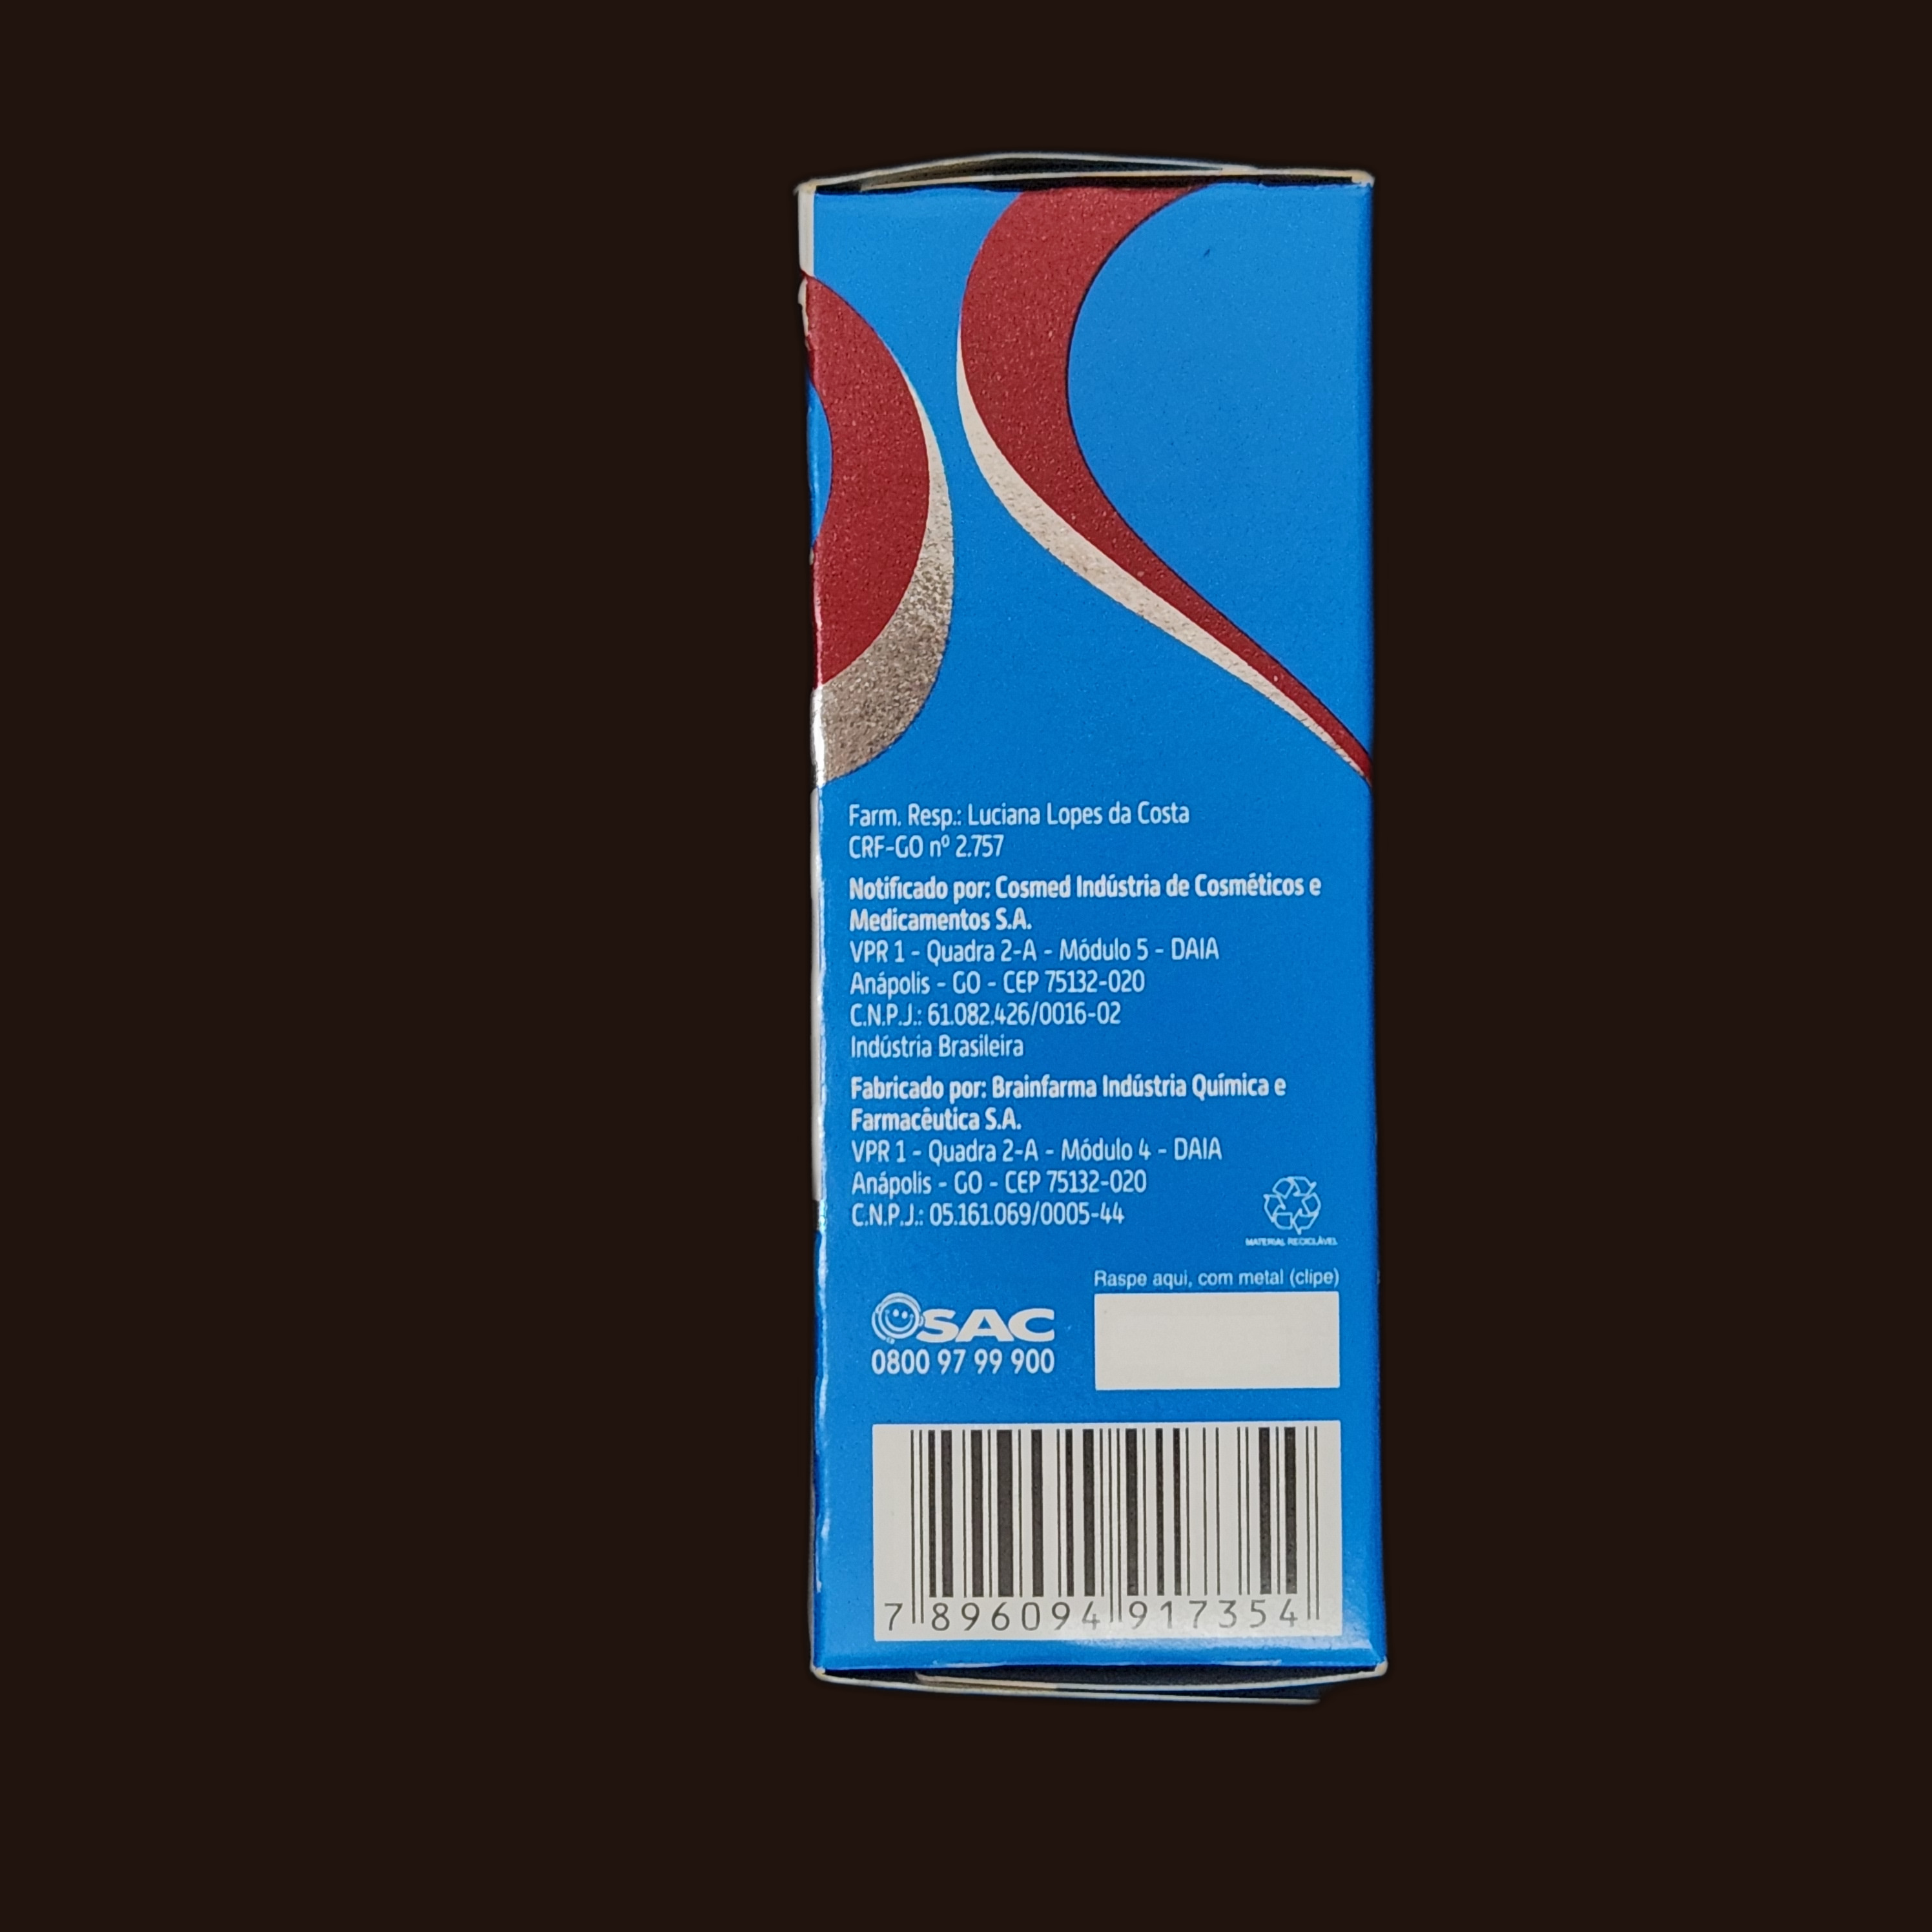 Farm. Resp.: Luciana Lopes da Costa
CRF-GO nº 2.757
Notificado por: Cosmed Indústria de Cosméticos e
Medicamentos S.A.
VPR 1 - Quadra 2-A - Módulo 5 - DAIA
Anápolis - GO - CEP 75132-020
C.N.P.J.: 61.082.426/0016-02
Indústria Brasileira
Fabricado por: Brainfarma Indústria Química e
Farmacêutica S.A.
VPR 1 - Quadra 2-A - Módulo 4 - DAIA
Anápolis - GO - CEP 75132-020
C.N.P.J.: 05.161.069/0005-44
MATERIAL RECICLÁVEL
Raspe aqui, com metal (clipe)
SAC
0800 97 99 900
7 896094 917354